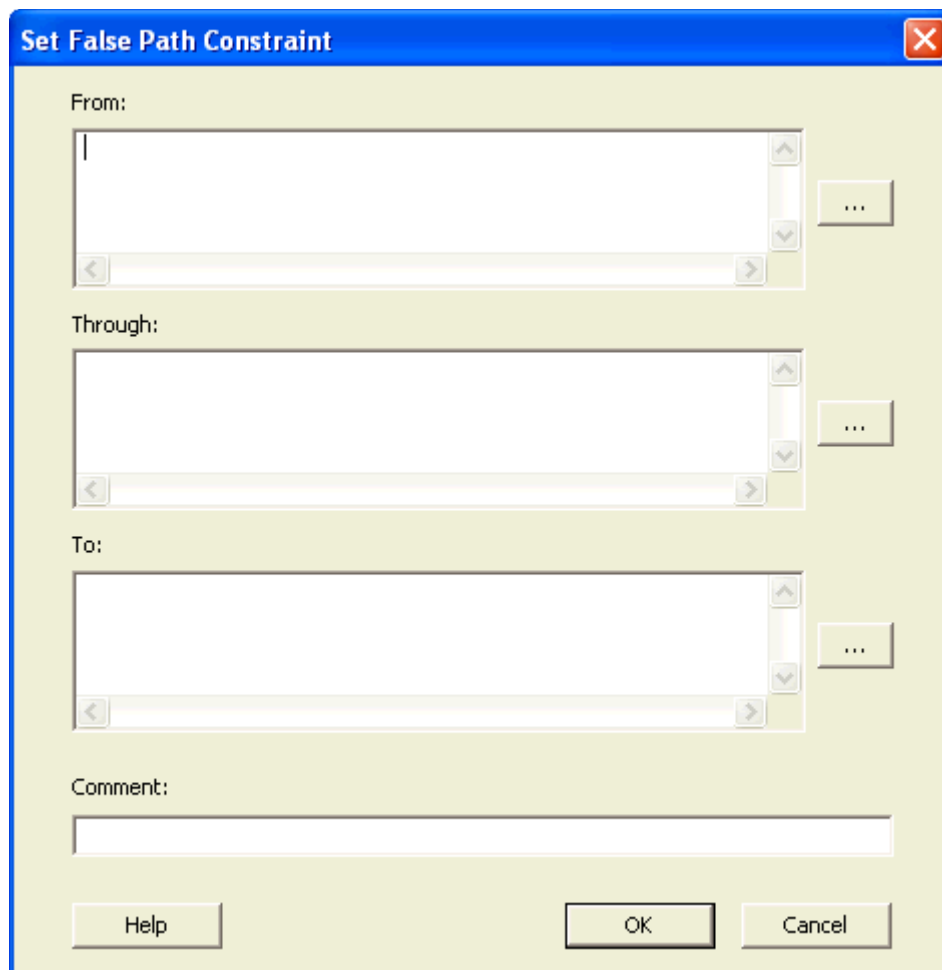 Set False Path Constraint
From:
...
Through:
...
To:
...
Comment:
Help OK Cancel